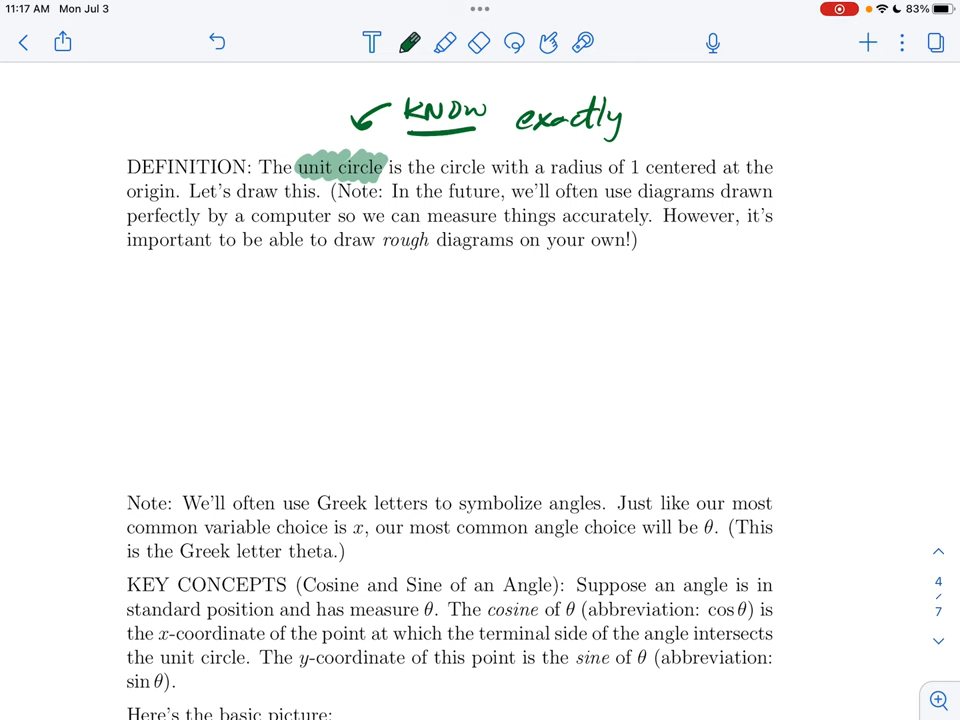 11:17 AM Mon Jul 3
83%
KNOW exactly
DEFINITION: The unit circle is the circle with a radius of 1 centered at the
origin. Let's draw this. (Note: In the future, we'll often use diagrams drawn
perfectly by a computer so we can measure things accurately. However, it's
important to be able to draw rough diagrams on your own!)
Note: We'll often use Greek letters to symbolize angles. Just like our most
common variable choice is x, our most common angle choice will be θ. (This
is the Greek letter theta.)
KEY CONCEPTS (Cosine and Sine of an Angle): Suppose an angle is in
standard position and has measure θ. The cosine of θ (abbreviation: cos θ) is
the x-coordinate of the point at which the terminal side of the angle intersects
the unit circle. The y-coordinate of this point is the sine of θ (abbreviation:
sin θ).
Here's the basic picture:
4
/
7